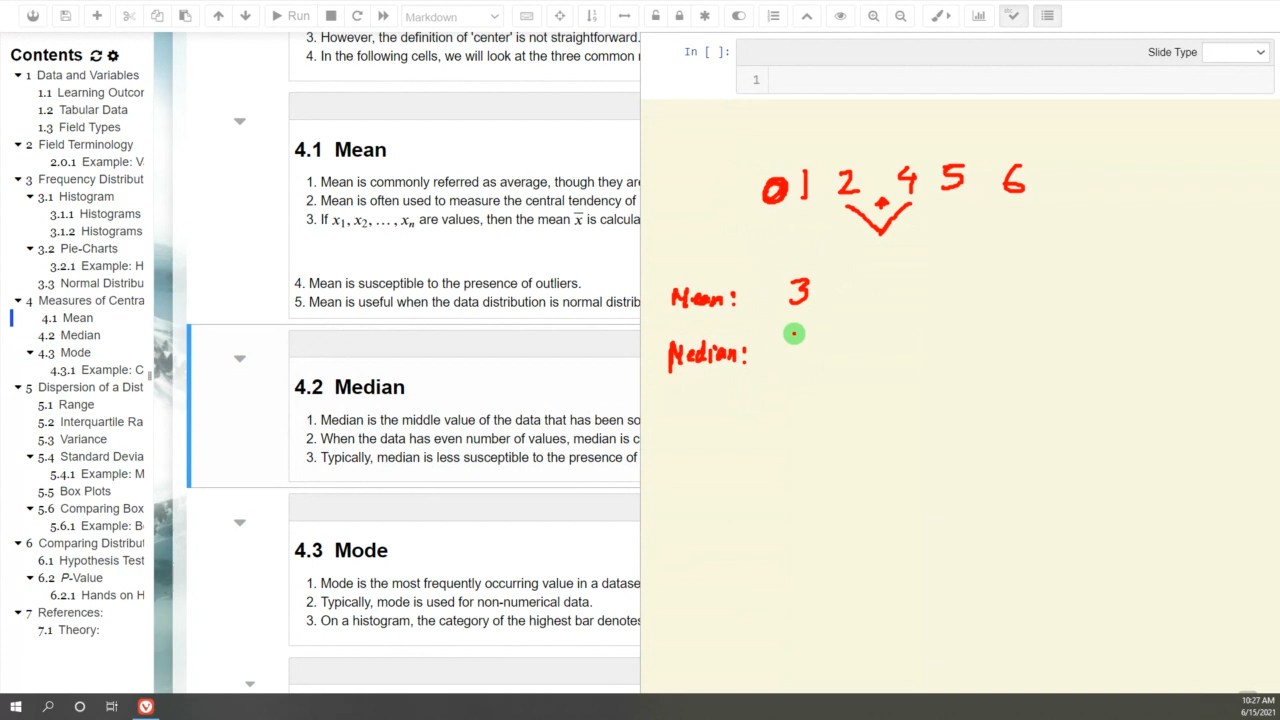 Run
Markdown
Contents
1 Data and Variables
1.1 Learning Outcor
1.2 Tabular Data
1.3 Field Types
2 Field Terminology
2.0.1 Example: V
3 Frequency Distribut
3.1 Histogram
3.1.1 Histograms
3.1.2 Histograms
3.2 Pie-Charts
3.2.1 Example: H
3.3 Normal Distribu
4 Measures of Centra
4.1 Mean
4.2 Median
4.3 Mode
4.3.1 Example: C
5 Dispersion of a Dist
5.1 Range
5.2 Interquartile Ra
5.3 Variance
5.4 Standard Devia
5.4.1 Example: M
5.5 Box Plots
5.6 Comparing Box
5.6.1 Example: Bo
6 Comparing Distribut
6.1 Hypothesis Test
6.2 P-Value
6.2.1 Hands on H
7 References:
7.1 Theory:
3. However, the definition of 'center' is not straightforward.
4. In the following cells, we will look at the three common
4.1 Mean
1. Mean is commonly referred as average, though they are
2. Mean is often used to measure the central tendency of
3. If x1, x2, …, xn are values, then the mean x̄ is calcula
4. Mean is susceptible to the presence of outliers.
5. Mean is useful when the data distribution is normal distrib
4.2 Median
1. Median is the middle value of the data that has been so
2. When the data has even number of values, median is c
3. Typically, median is less susceptible to the presence of
4.3 Mode
1. Mode is the most frequently occurring value in a datase
2. Typically, mode is used for non-numerical data.
3. On a histogram, the category of the highest bar denotes
In [ ]:
Slide Type
1
0 1 2 4 5 6
Mean: 3
Median:
10:27 AM
6/15/2021